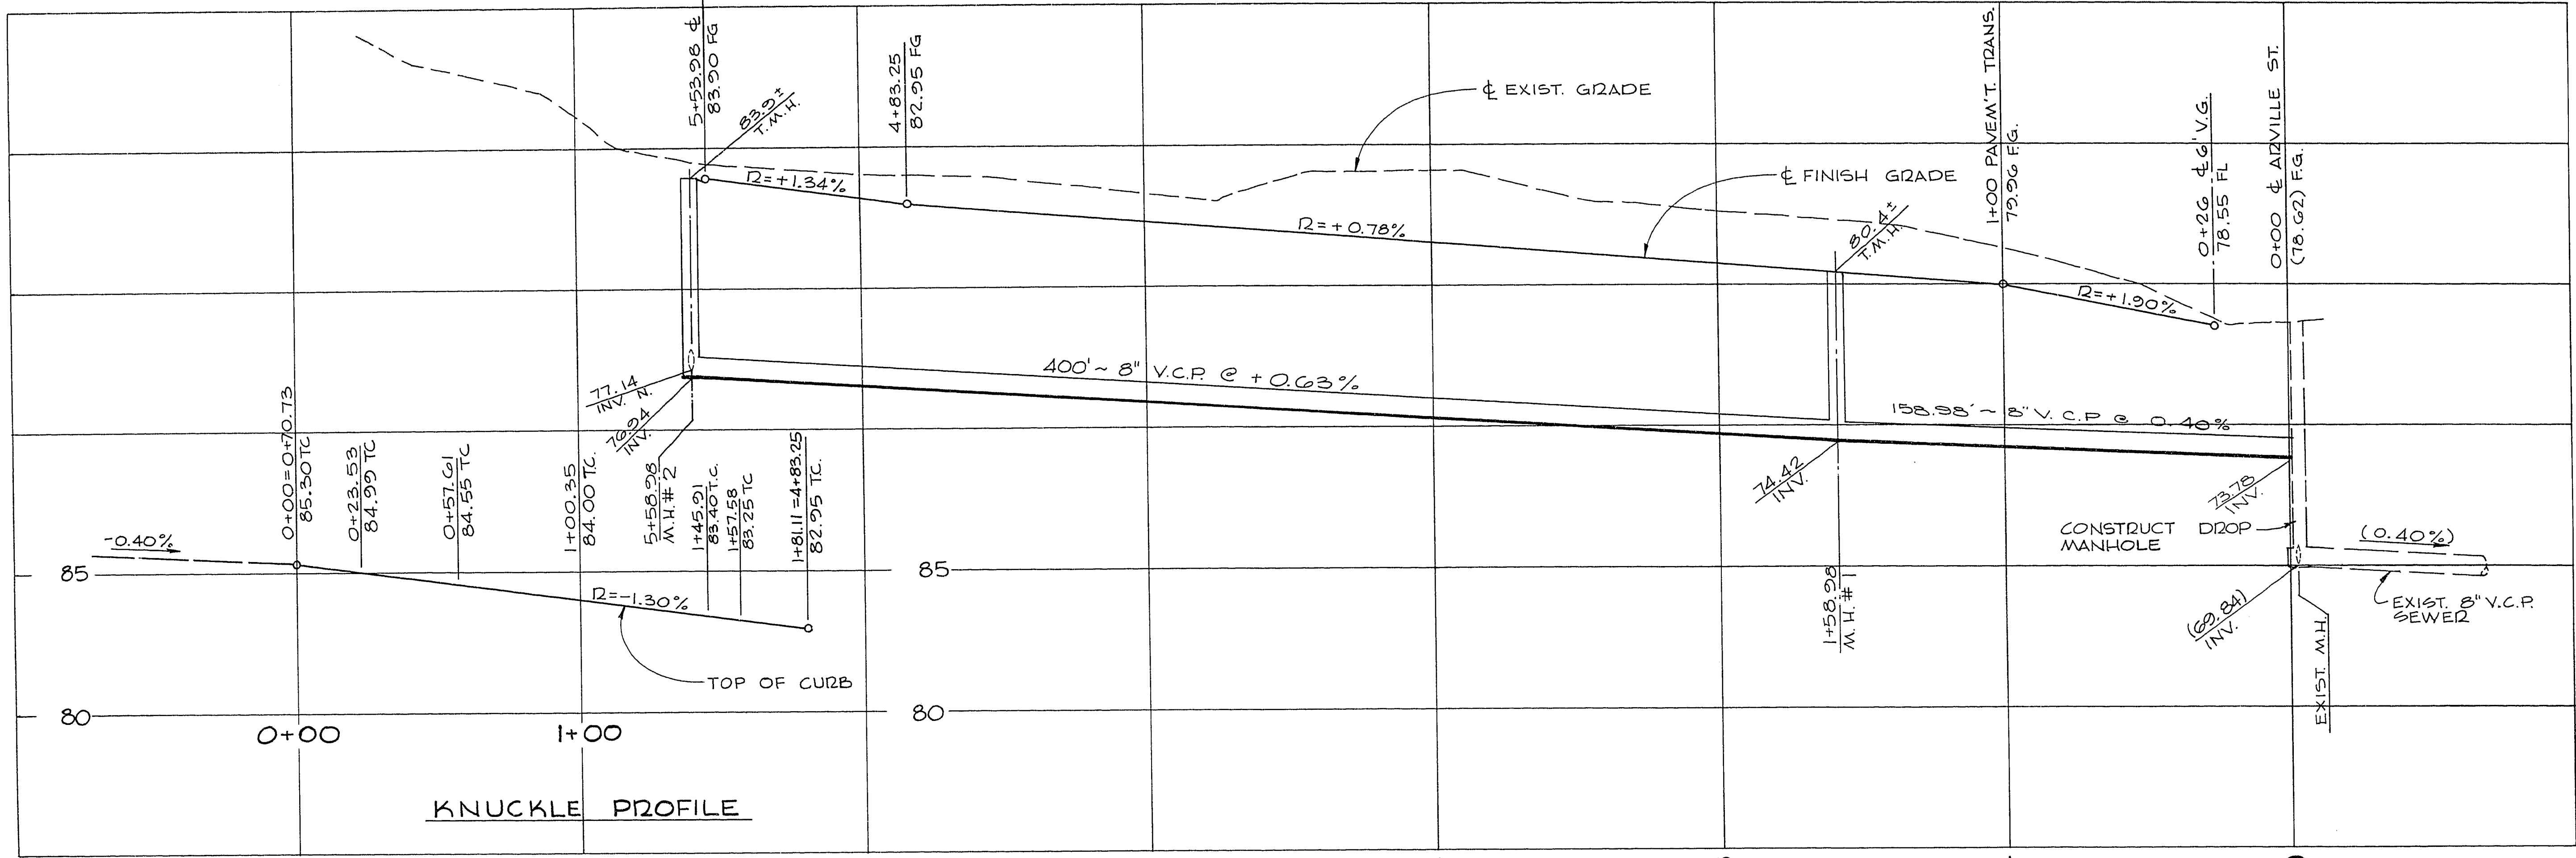 5+53.98 ℄
83.90 FG
83.9 ±
T.M.H.
4+83.25
82.95 FG
℄ EXIST. GRADE
1+00 PAVEM'T. TRANS.
79.96 F.G.
0+26 ℄ 6' V.G.
78.55 FL
0+00 ℄ ARVILLE ST.
(78.62) F.G.
R=+1.34%
R=+0.78%
℄ FINISH GRADE
80.4 ±
T.M.H.
R=+1.90%
400' ~ 8" V.C.P. @ +0.63%
158.98' ~ 8" V.C.P @ 0.40%
77.14
INV. N.
76.94
INV.
74.42
INV.
73.78
INV.
0+00=0+70.73
85.30 TC
0+23.53
84.99 TC
0+57.61
84.55 TC
1+00.35
84.00 T.C.
5+58.98
M.H. # 2
1+45.91
83.40 T.C.
1+57.58
83.25 TC
1+81.11=4+83.25
82.95 T.C.
CONSTRUCT DROP
MANHOLE
(0.40%)
-0.40%
85
85
R=-1.30%
1+58.98
M.H. # 1
(69.84)
INV.
EXIST. M.H.
EXIST. 8" V.C.P.
SEWER
TOP OF CURB
80
80
0+00
1+00
KNUCKLE PROFILE